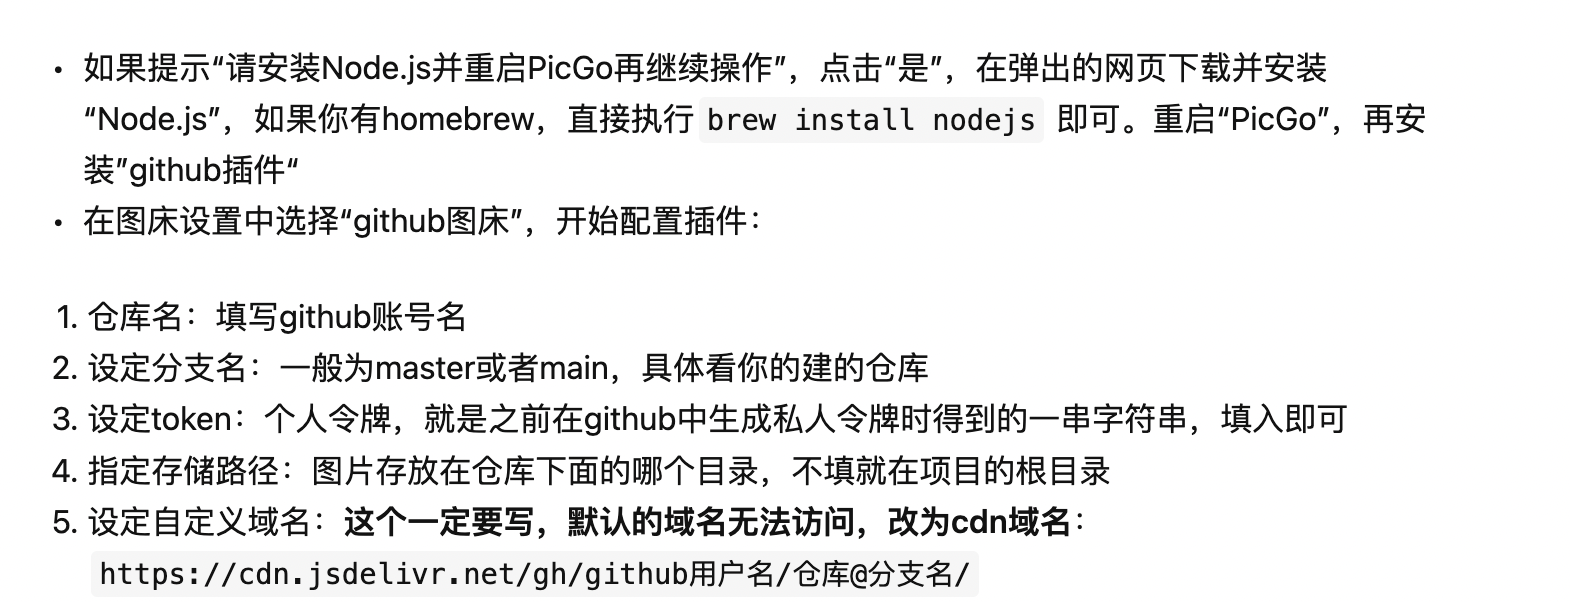 • 如果提示“请安装Node.js并重启PicGo再继续操作”，点击“是”，在弹出的网页下载并安装
“Node.js”，如果你有homebrew，直接执行 brew install nodejs 即可。重启“PicGo”，再安
装”github插件“
• 在图床设置中选择“github图床”，开始配置插件：
1. 仓库名：填写github账号名
2. 设定分支名：一般为master或者main，具体看你的建的仓库
3. 设定token：个人令牌，就是之前在github中生成私人令牌时得到的一串字符串，填入即可
4. 指定存储路径：图片存放在仓库下面的哪个目录，不填就在项目的根目录
5. 设定自定义域名：这个一定要写，默认的域名无法访问，改为cdn域名：
https://cdn.jsdelivr.net/gh/github用户名/仓库@分支名/